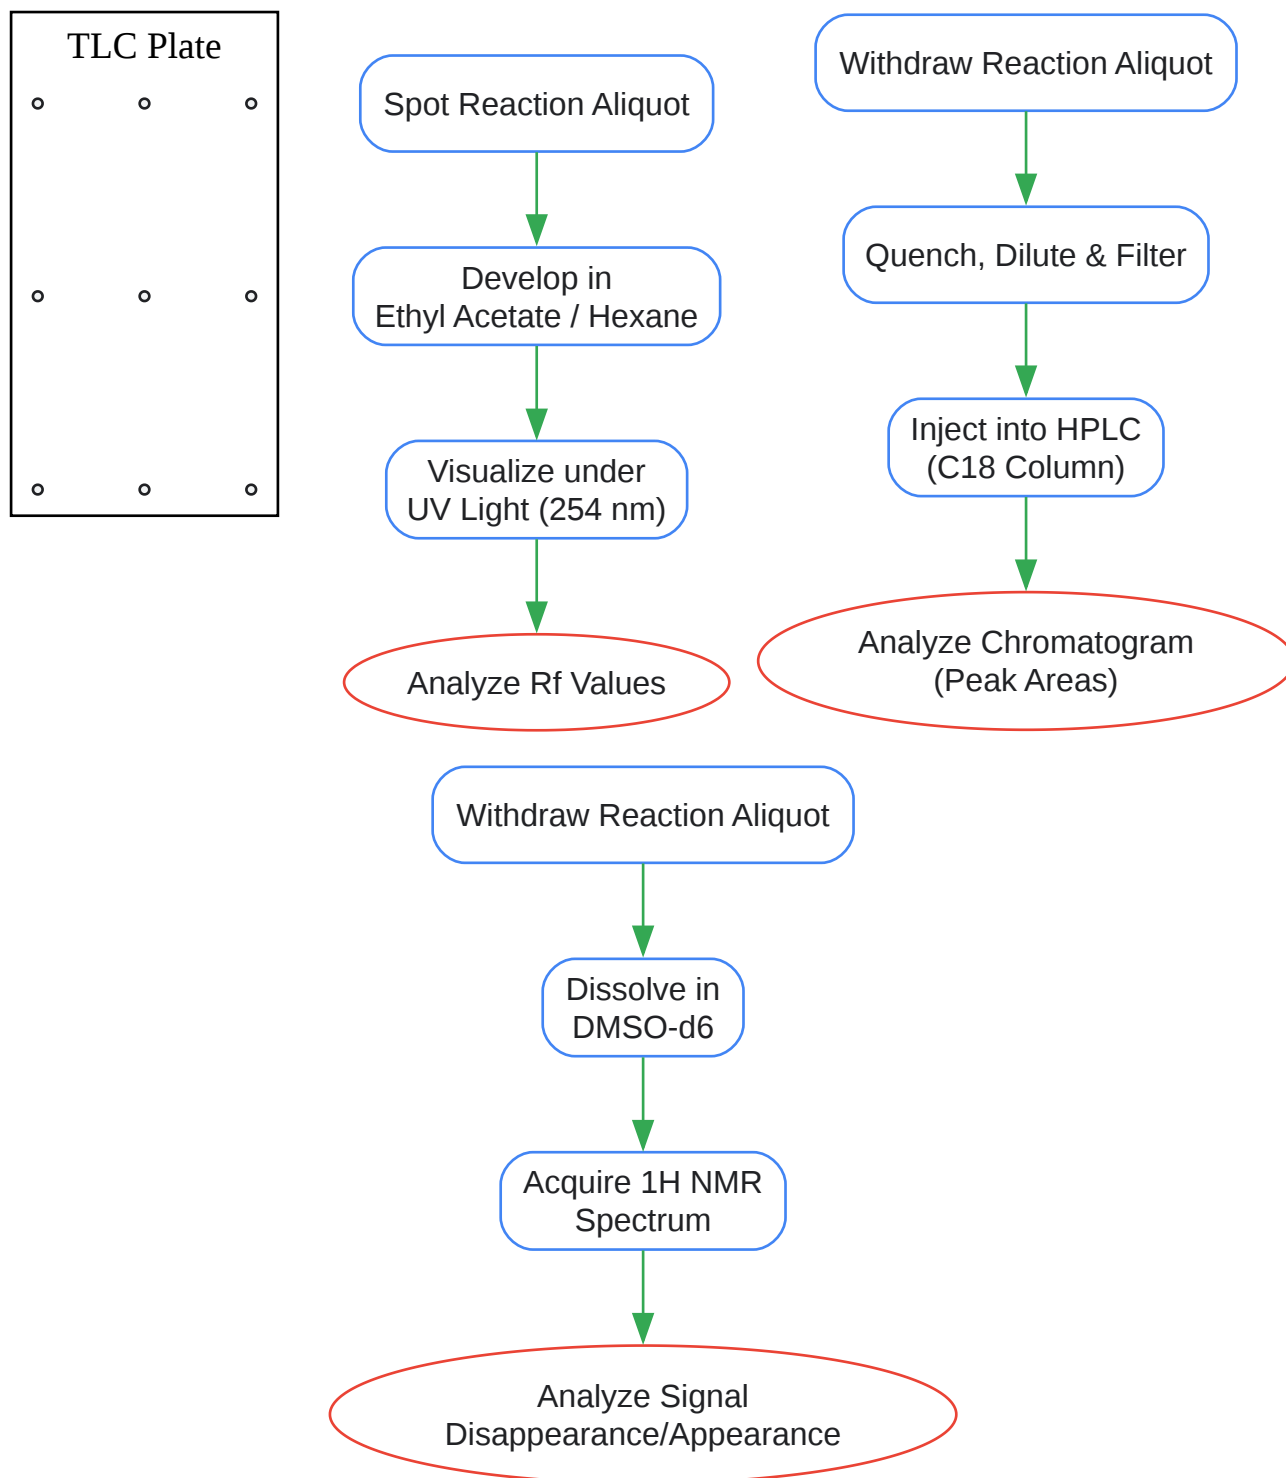 TLC Plate
Spot Reaction Aliquot
Develop in
Ethyl Acetate / Hexane
Visualize under
UV Light (254 nm)
Analyze Rf Values
Withdraw Reaction Aliquot
Quench, Dilute & Filter
Inject into HPLC
(C18 Column)
Analyze Chromatogram
(Peak Areas)
Withdraw Reaction Aliquot
Dissolve in
DMSO-d6
Acquire 1H NMR
Spectrum
Analyze Signal
Disappearance/Appearance